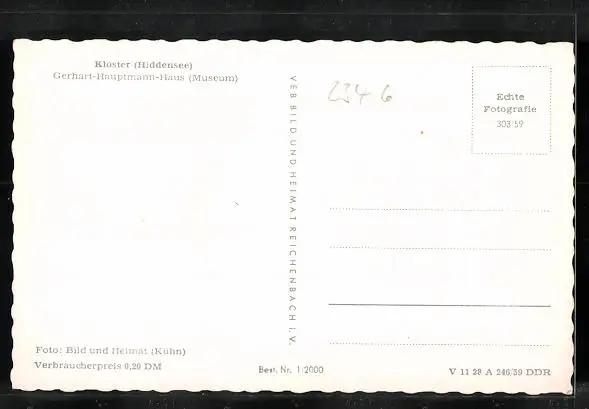 Kloster (Hiddensee)
Gerhart-Hauptmann-Haus (Museum)
VEB BILD UND HEIMAT REICHENBACH I. V.
2346
Echte
Fotografie
303/59
Foto: Bild und Heimat (Kühn)
Verbraucherpreis 0,20 DM
Best. Nr. 1/2000
V 11 28 A 246/59 DDR